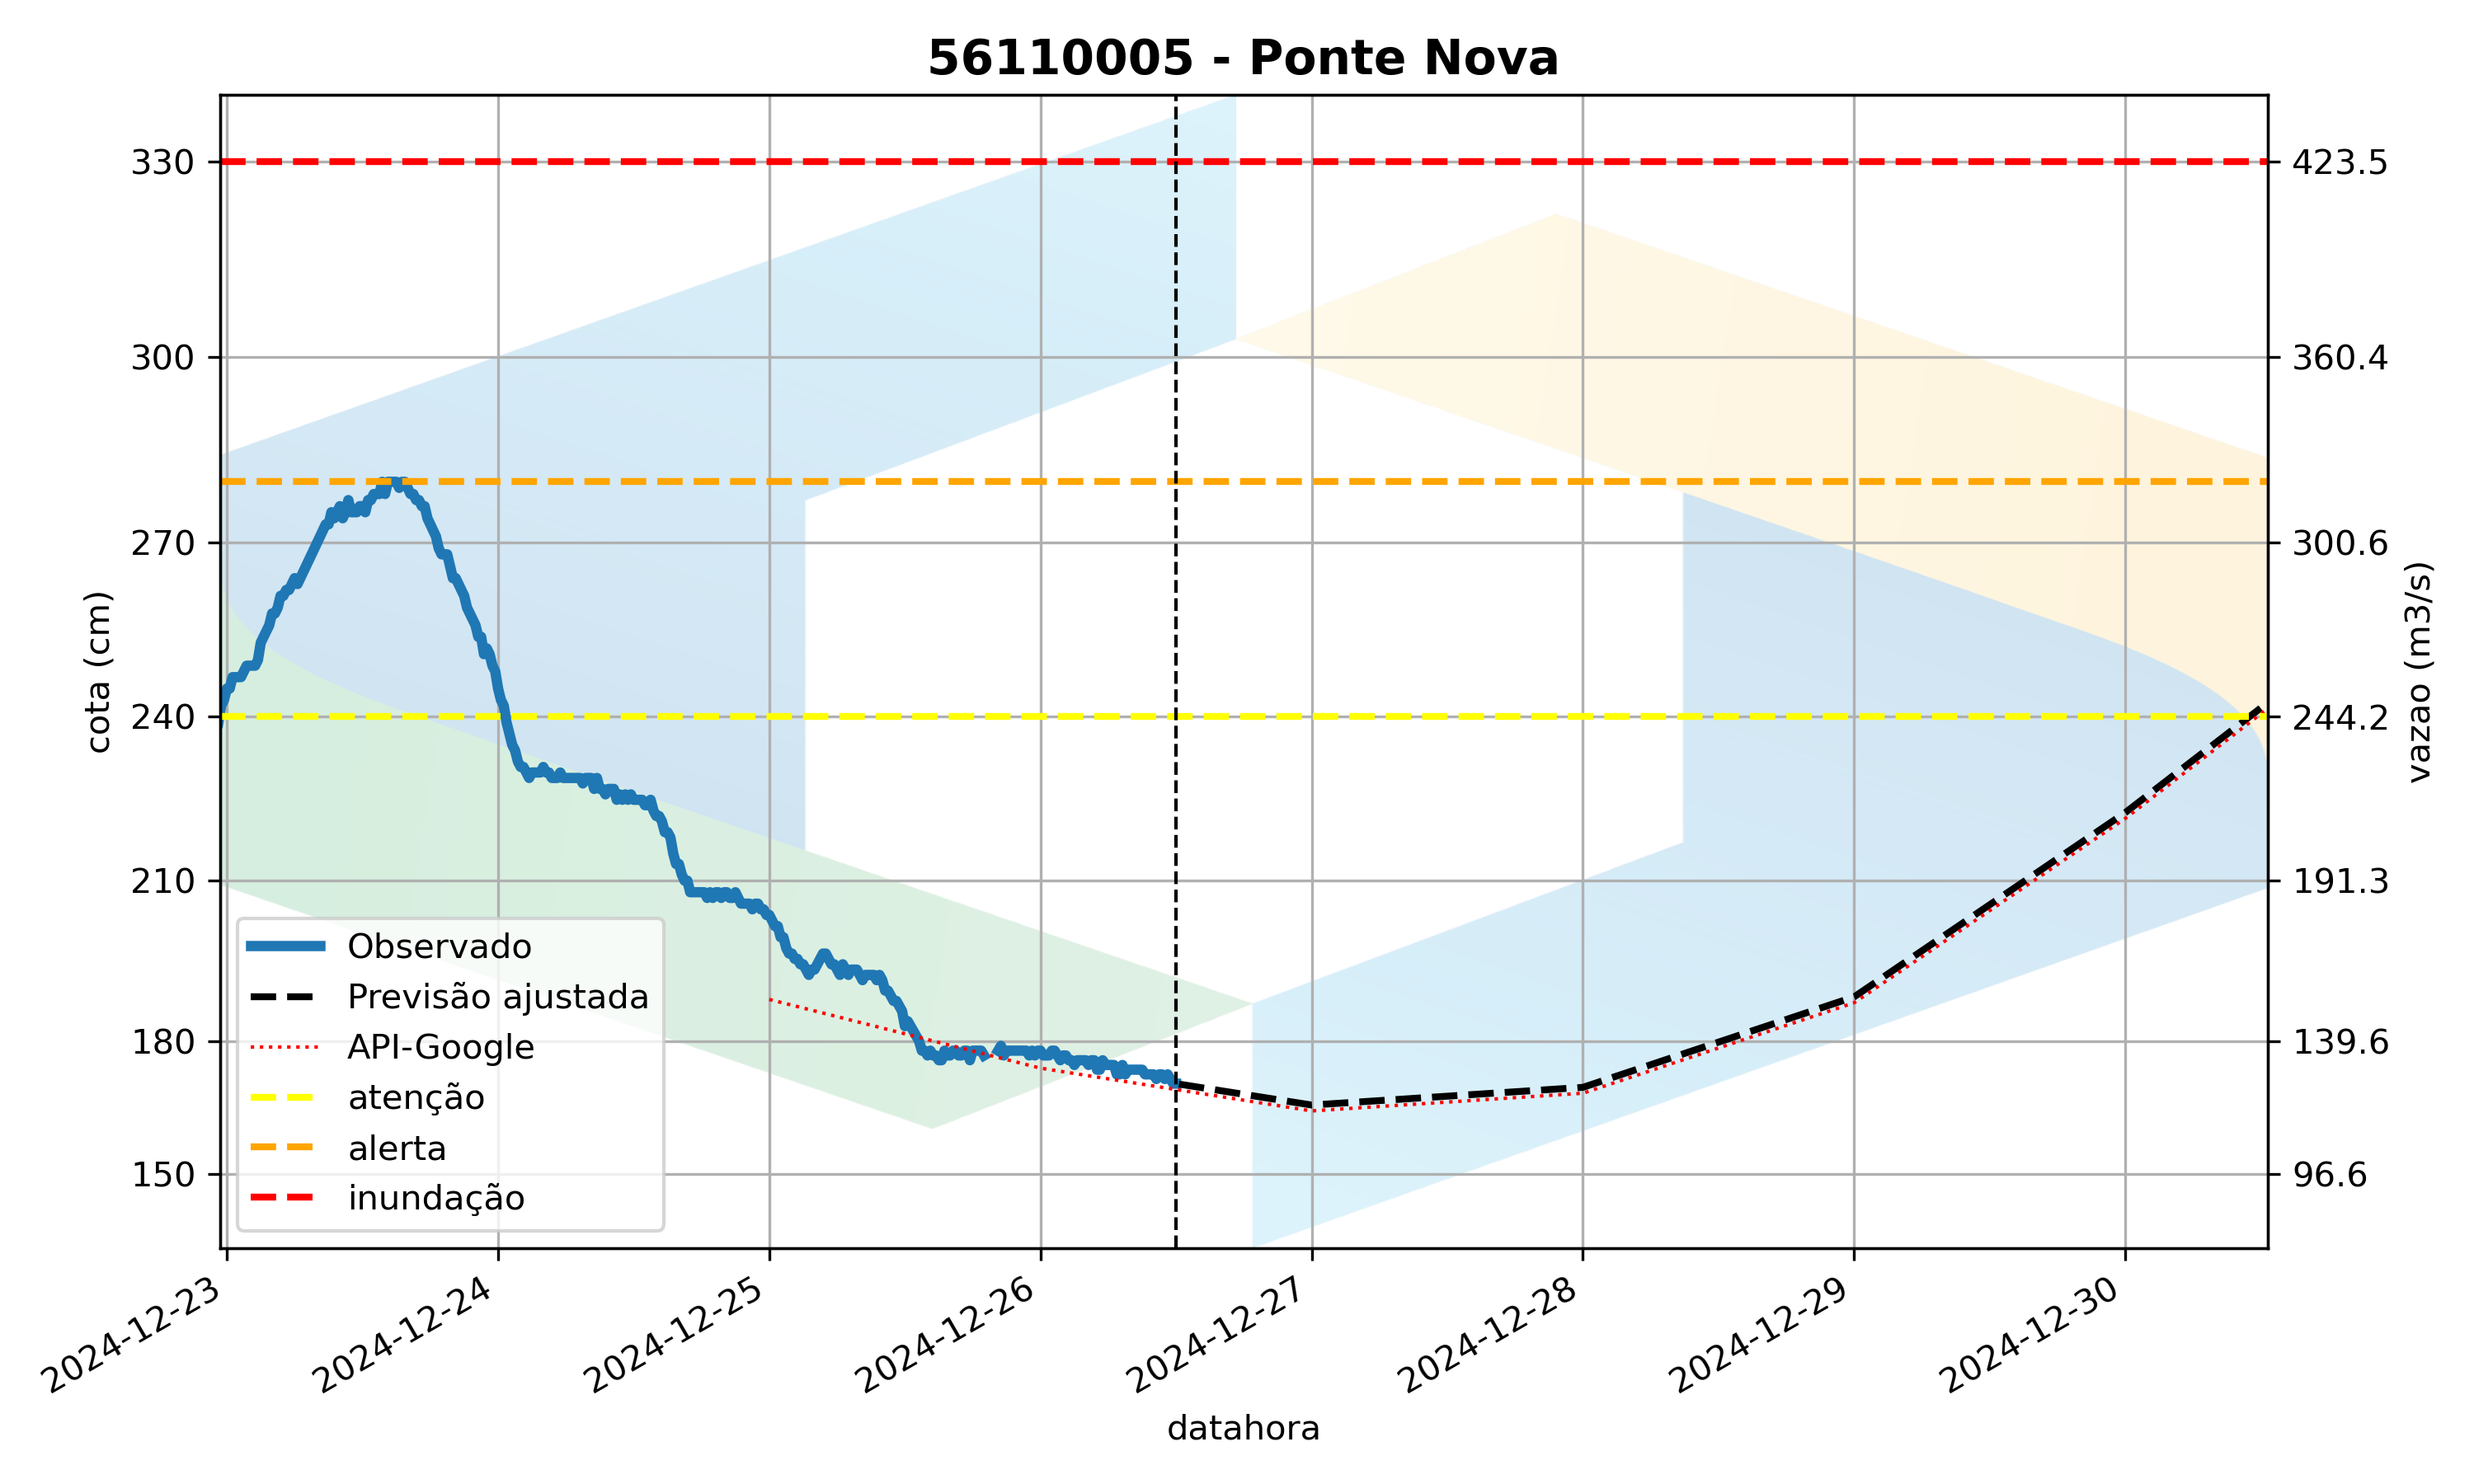 56110005 - Ponte Nova
330
300
270
240
210
180
150
cota (cm)
423.5
360.4
300.6
244.2
191.3
139.6
96.6
vazao (m3/s)
Observado
Previsão ajustada
API-Google
atenção
alerta
inundação
2024-12-23
2024-12-24
2024-12-25
2024-12-26
2024-12-27
2024-12-28
2024-12-29
2024-12-30
datahora